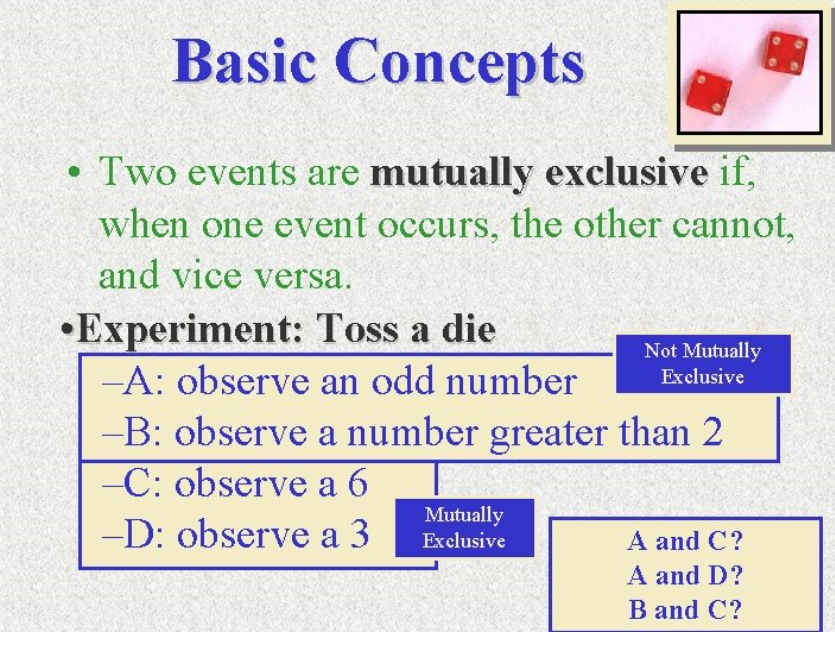 Basic Concepts
• Two events are mutually exclusive if,
when one event occurs, the other cannot,
and vice versa.
•Experiment: Toss a die
Not Mutually
Exclusive
–A: observe an odd number
–B: observe a number greater than 2
–C: observe a 6
–D: observe a 3
Mutually
Exclusive
A and C?
A and D?
B and C?